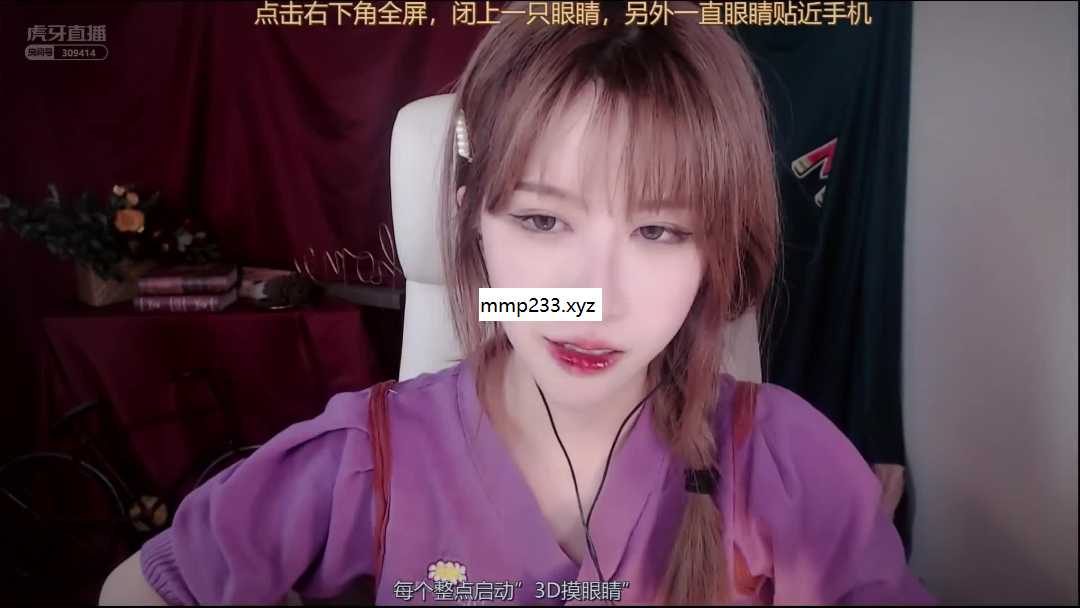 点击右下角全屏，闭上一只眼睛，另外一直眼睛贴近手机
虎牙直播
房间号 309414
mmp233.xyz
每个整点启动”3D摸眼睛”